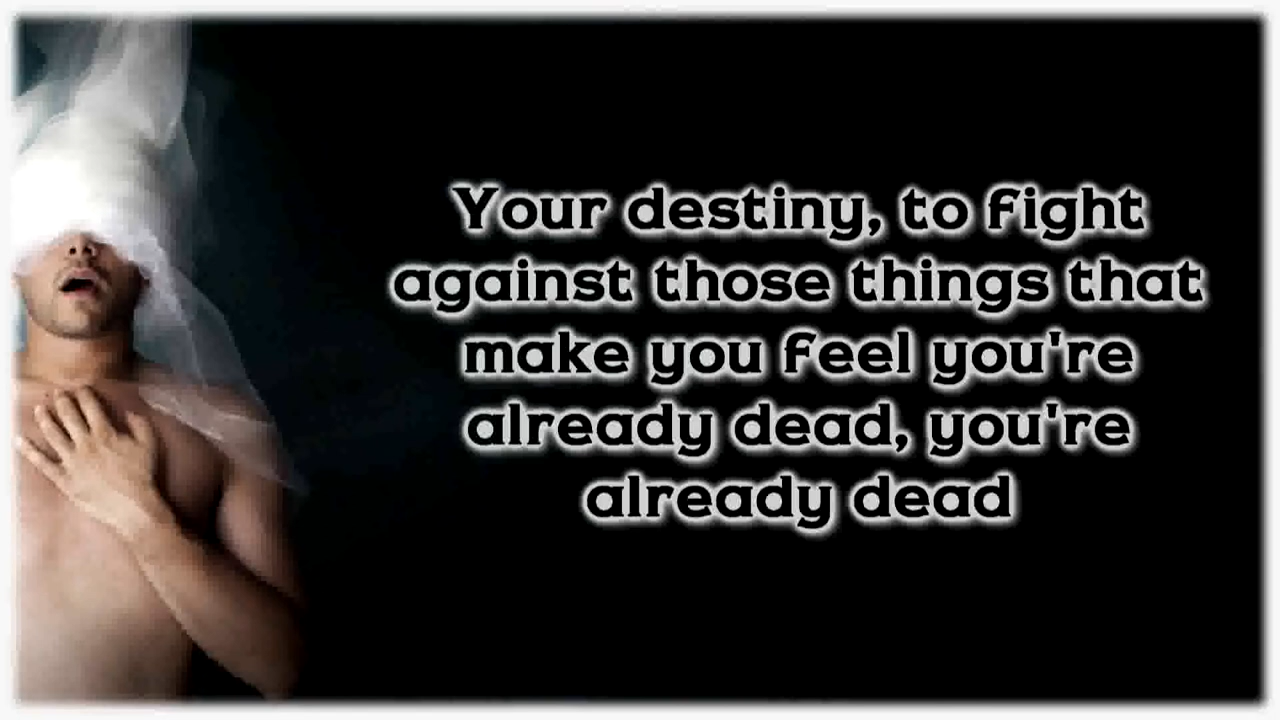 Your destiny, to fight
against those things that
make you feel you're
already dead, you're
already dead